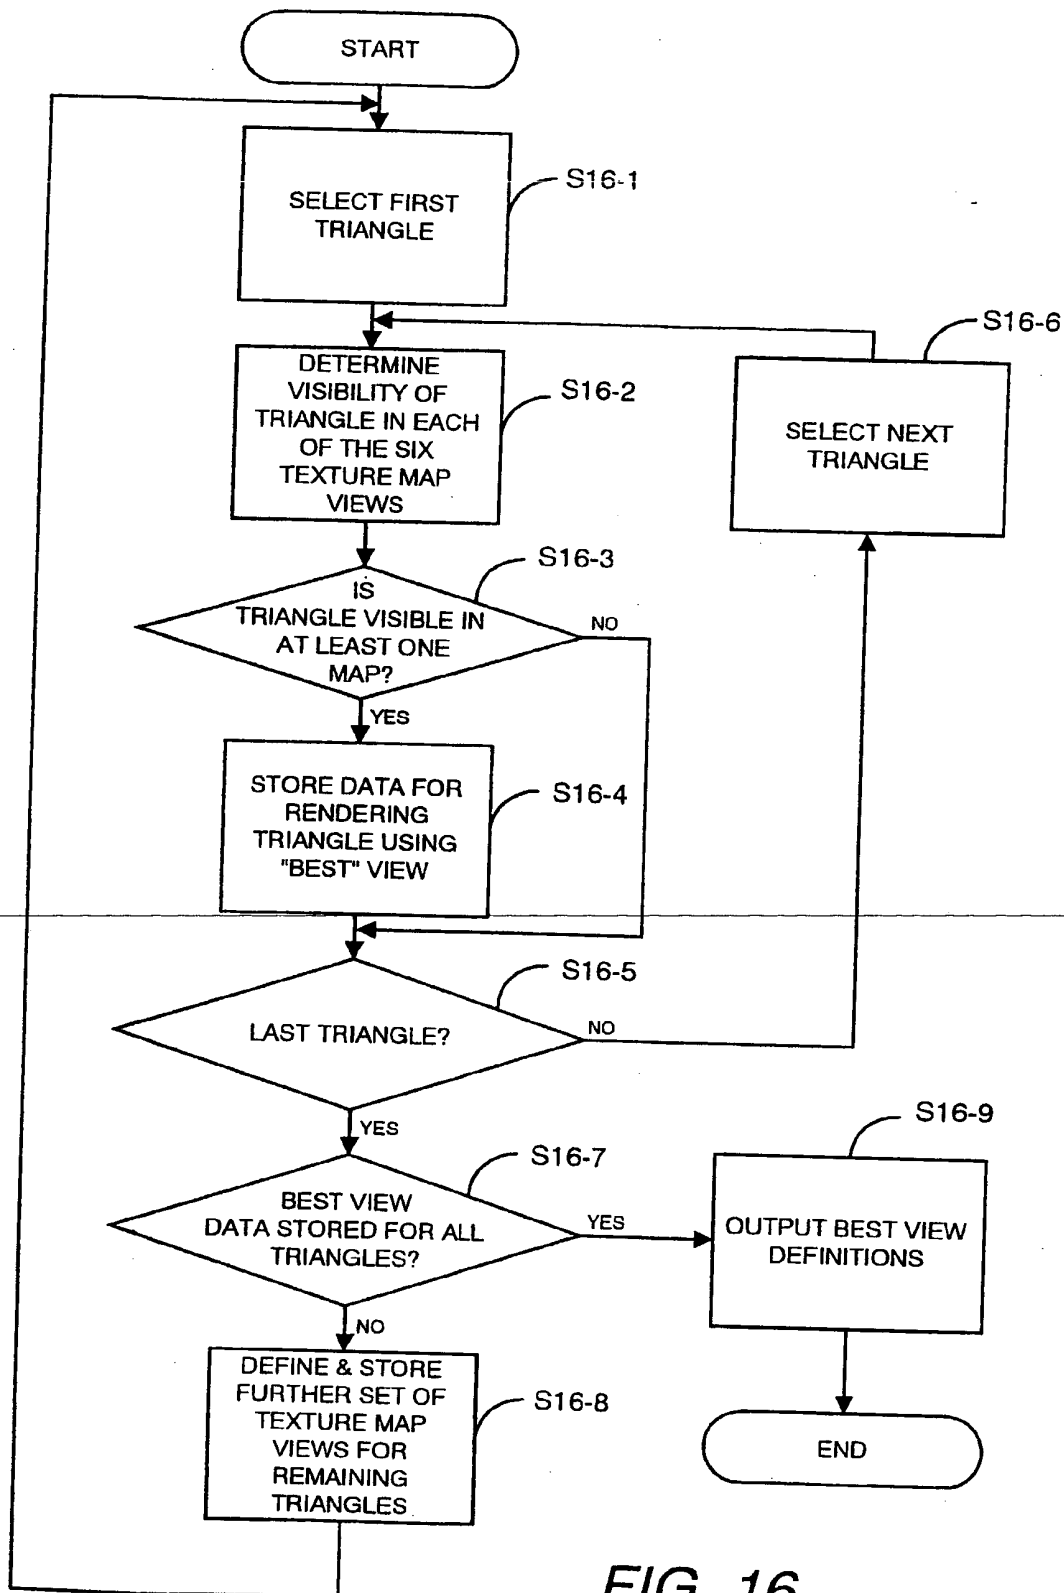 START
S16-1
SELECT FIRST
TRIANGLE
S16-6
SELECT NEXT
TRIANGLE
DETERMINE
VISIBILITY OF
TRIANGLE IN EACH
OF THE SIX
TEXTURE MAP
VIEWS
S16-2
S16-3
IS
TRIANGLE VISIBLE IN
AT LEAST ONE
MAP?
NO
YES
STORE DATA FOR
RENDERING
TRIANGLE USING
"BEST" VIEW
S16-4
S16-5
LAST TRIANGLE?
NO
YES
S16-7
BEST VIEW
DATA STORED FOR ALL
TRIANGLES?
YES
NO
S16-9
OUTPUT BEST VIEW
DEFINITIONS
DEFINE & STORE
FURTHER SET OF
TEXTURE MAP
VIEWS FOR
REMAINING
TRIANGLES
S16-8
END
FIG. 16